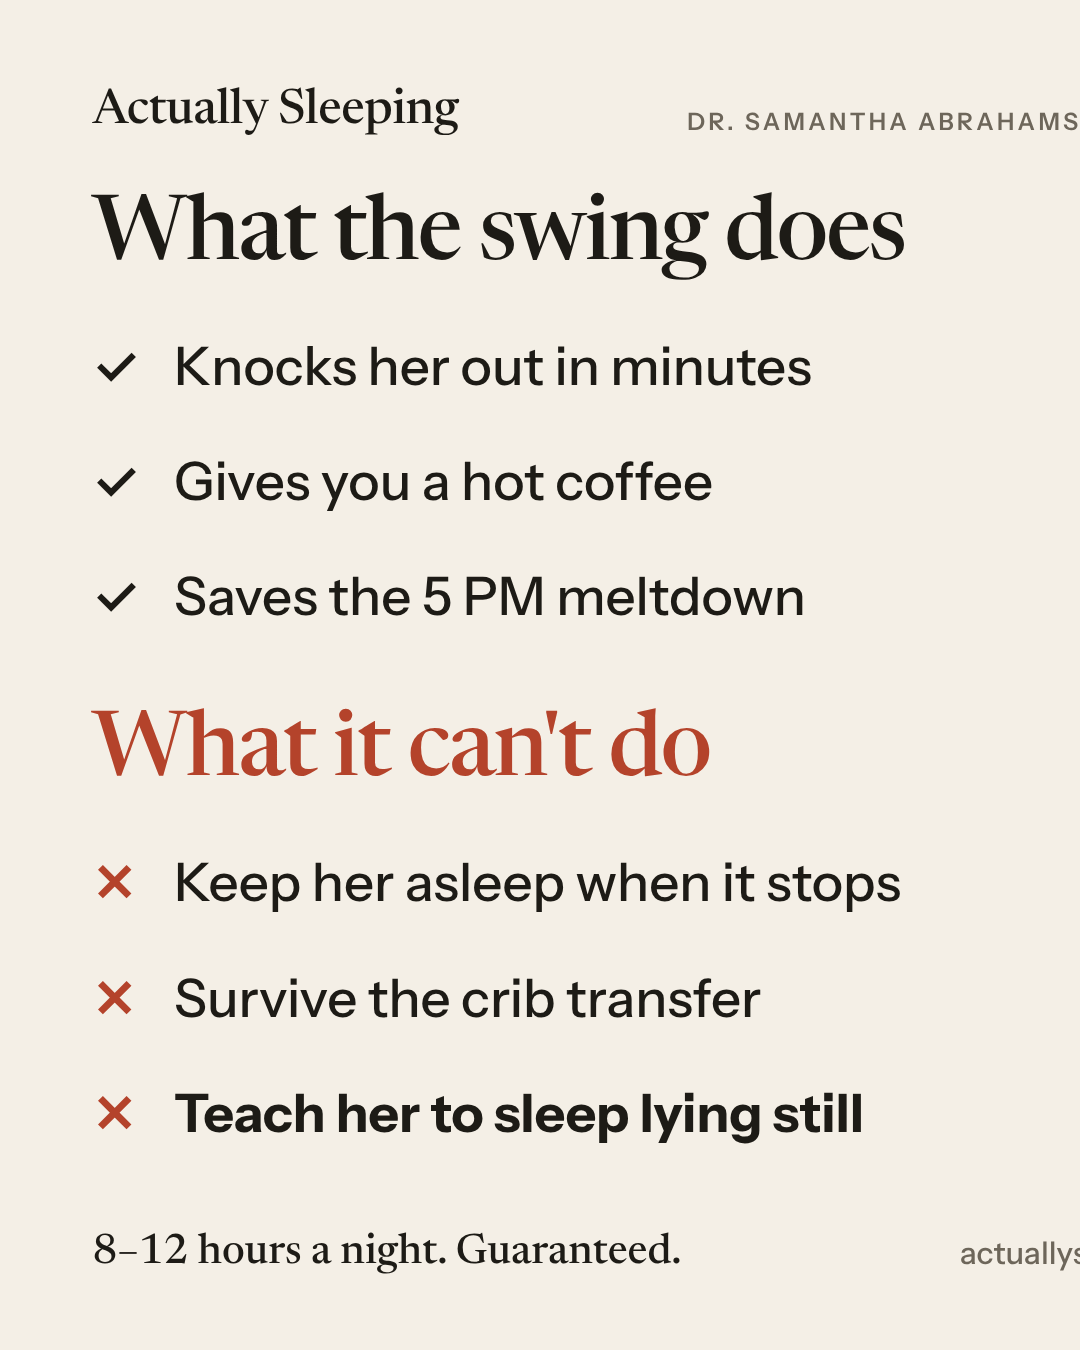 Actually Sleeping
DR. SAMANTHA ABRAHAMS
What the swing does
Knocks her out in minutes
Gives you a hot coffee
Saves the 5 PM meltdown
What it can't do
Keep her asleep when it stops
Survive the crib transfer
Teach her to sleep lying still
8–12 hours a night. Guaranteed.